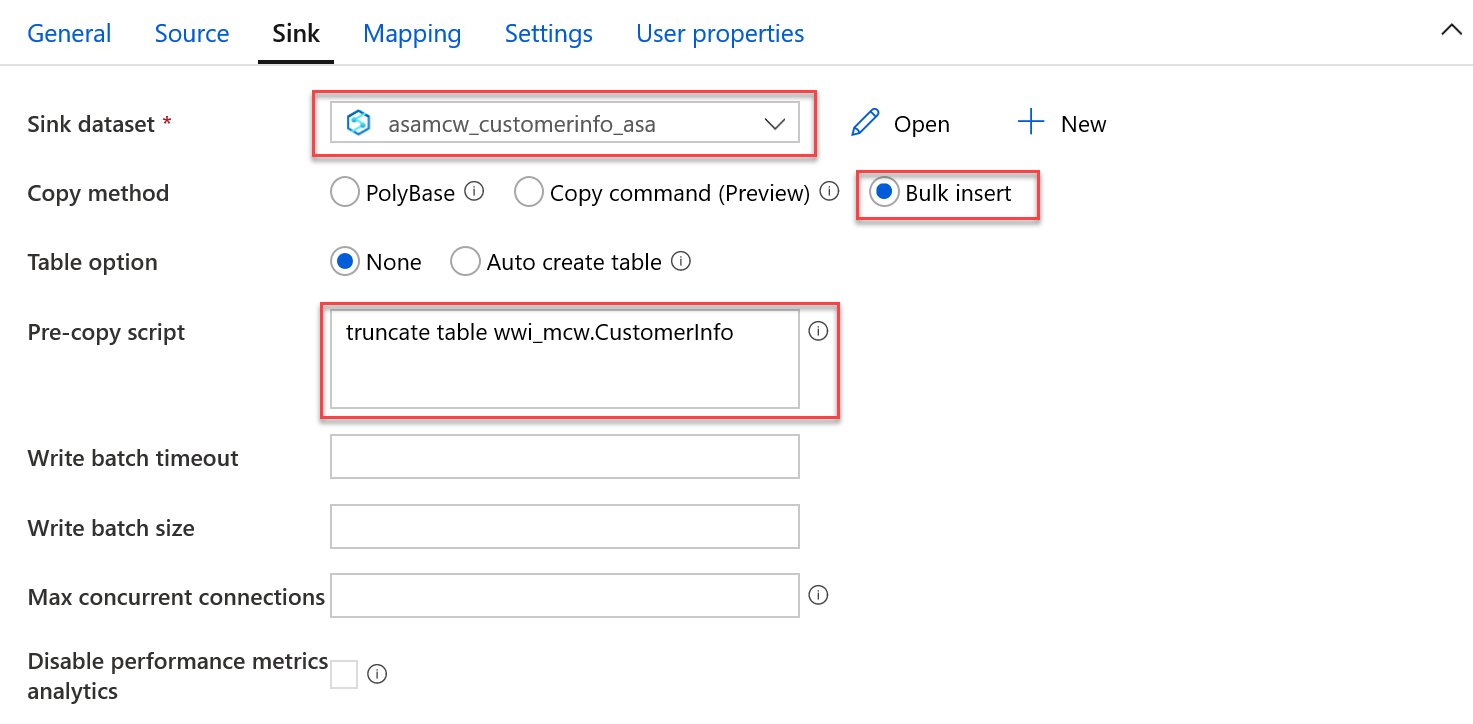 General Source Sink Mapping Settings User properties
Sink dataset * asamcw_customerinfo_asa Open New
Copy method PolyBase Copy command (Preview) Bulk insert
Table option None Auto create table
Pre-copy script truncate table wwi_mcw.CustomerInfo
Write batch timeout
Write batch size
Max concurrent connections
Disable performance metrics
analytics